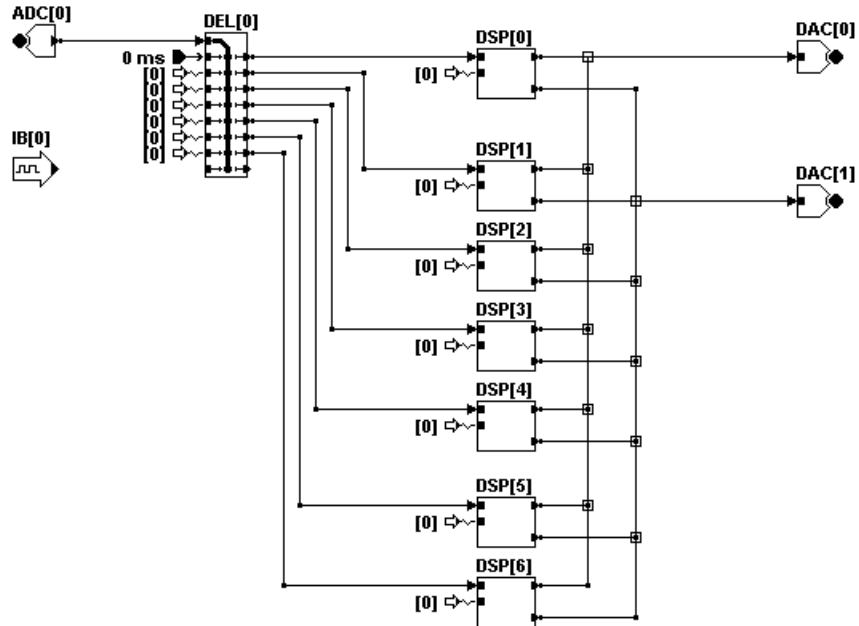 ADC[0]
DEL[0]
DAC[0]
DSP[0]
0 ms
[0]
[0]
[0]
[0]
[0]
[0]
[0]
IB[0]
DSP[1]
DAC[1]
[0]
DSP[2]
[0]
DSP[3]
[0]
DSP[4]
[0]
DSP[5]
[0]
DSP[6]
[0]